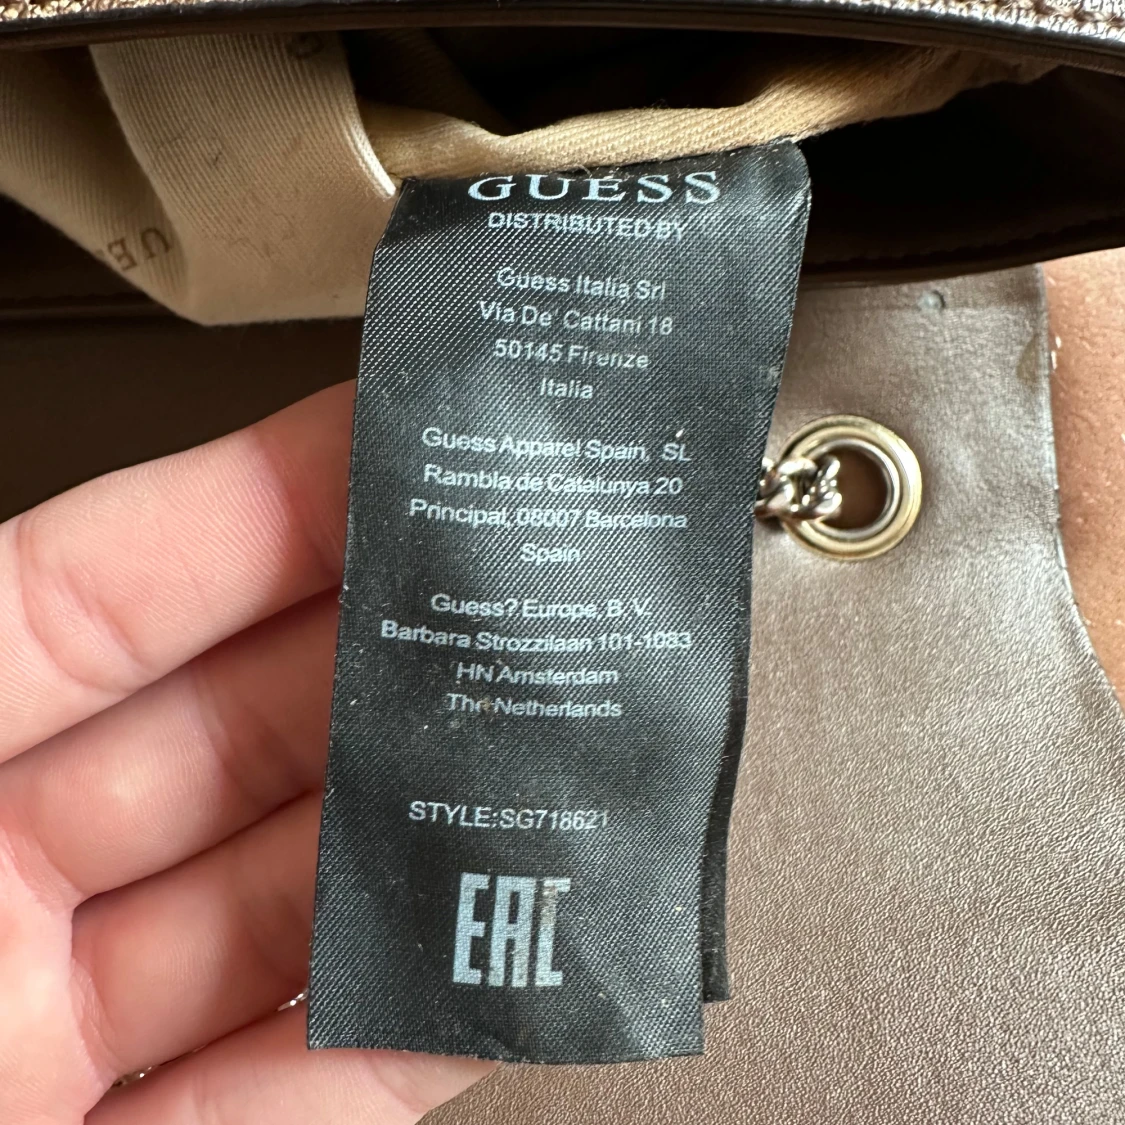 GUESS
DISTRIBUTED BY
Guess Italia Srl
Via De Cattani 18
50145 Firenze
Italia
Guess Apparel Spain, SL
Rambla de Catalunya 20
Principal, 08007 Barcelona
Spain
Guess? Europe, B. V.
Barbara Strozzilaan 101-1083
HN Amsterdam
The Netherlands
STYLE:SG718621
EAC